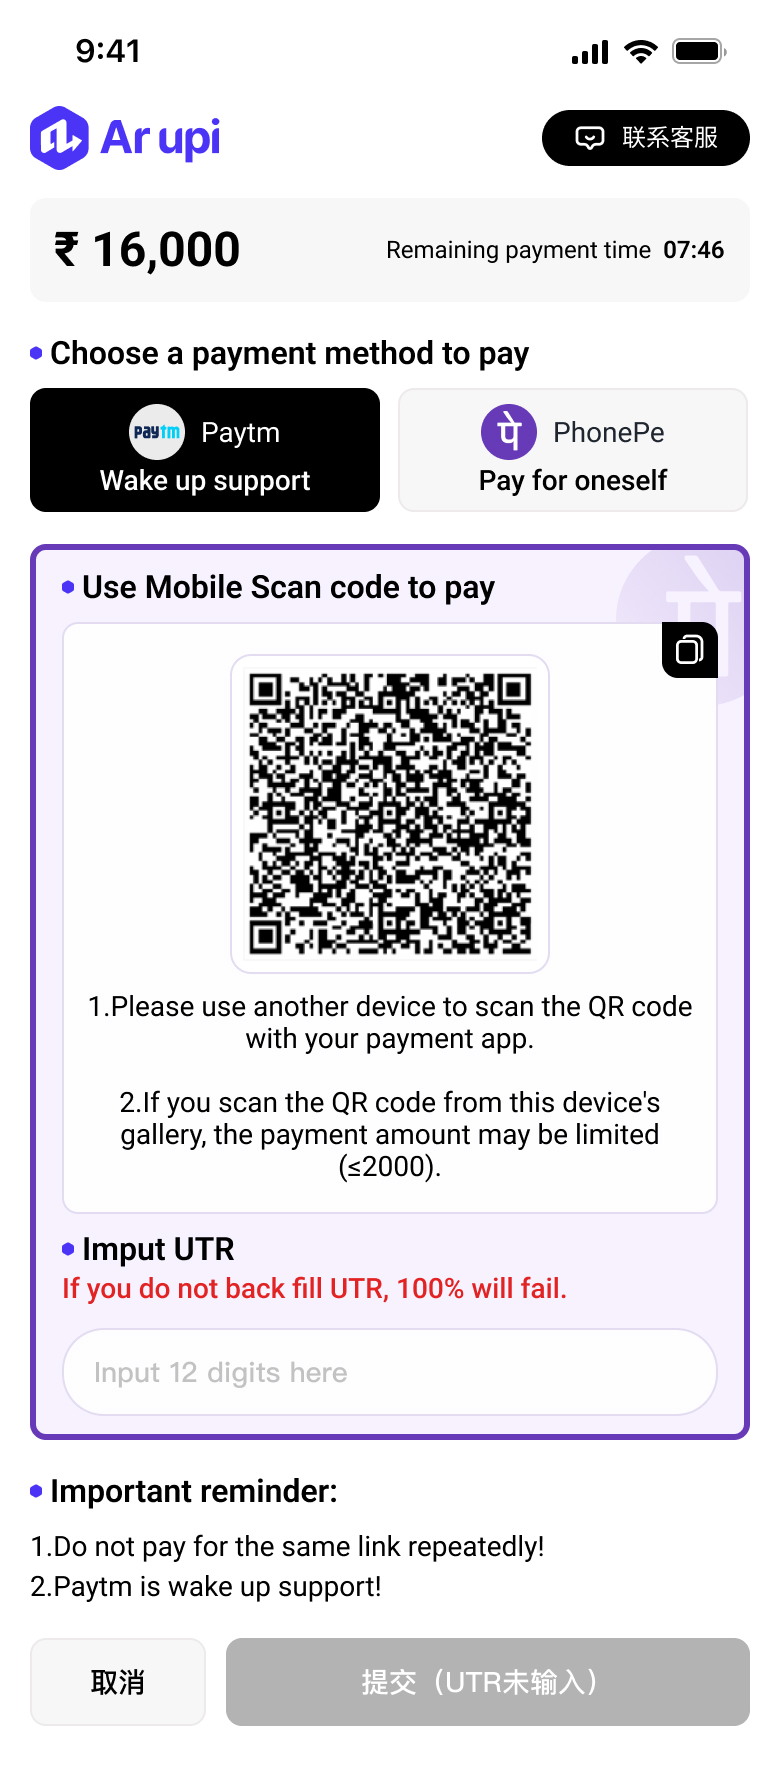 9:41
Ar upi
联系客服
₹ 16,000
Remaining payment time 07:46
Choose a payment method to pay
Paytm Paytm
Wake up support
पे PhonePe
Pay for oneself
Use Mobile Scan code to pay
पे
1.Please use another device to scan the QR code
with your payment app.
2.If you scan the QR code from this device's
gallery, the payment amount may be limited
(≤2000).
Imput UTR
If you do not back fill UTR, 100% will fail.
Input 12 digits here
Important reminder:
1.Do not pay for the same link repeatedly!
2.Paytm is wake up support!
取消
提交（UTR未输入）